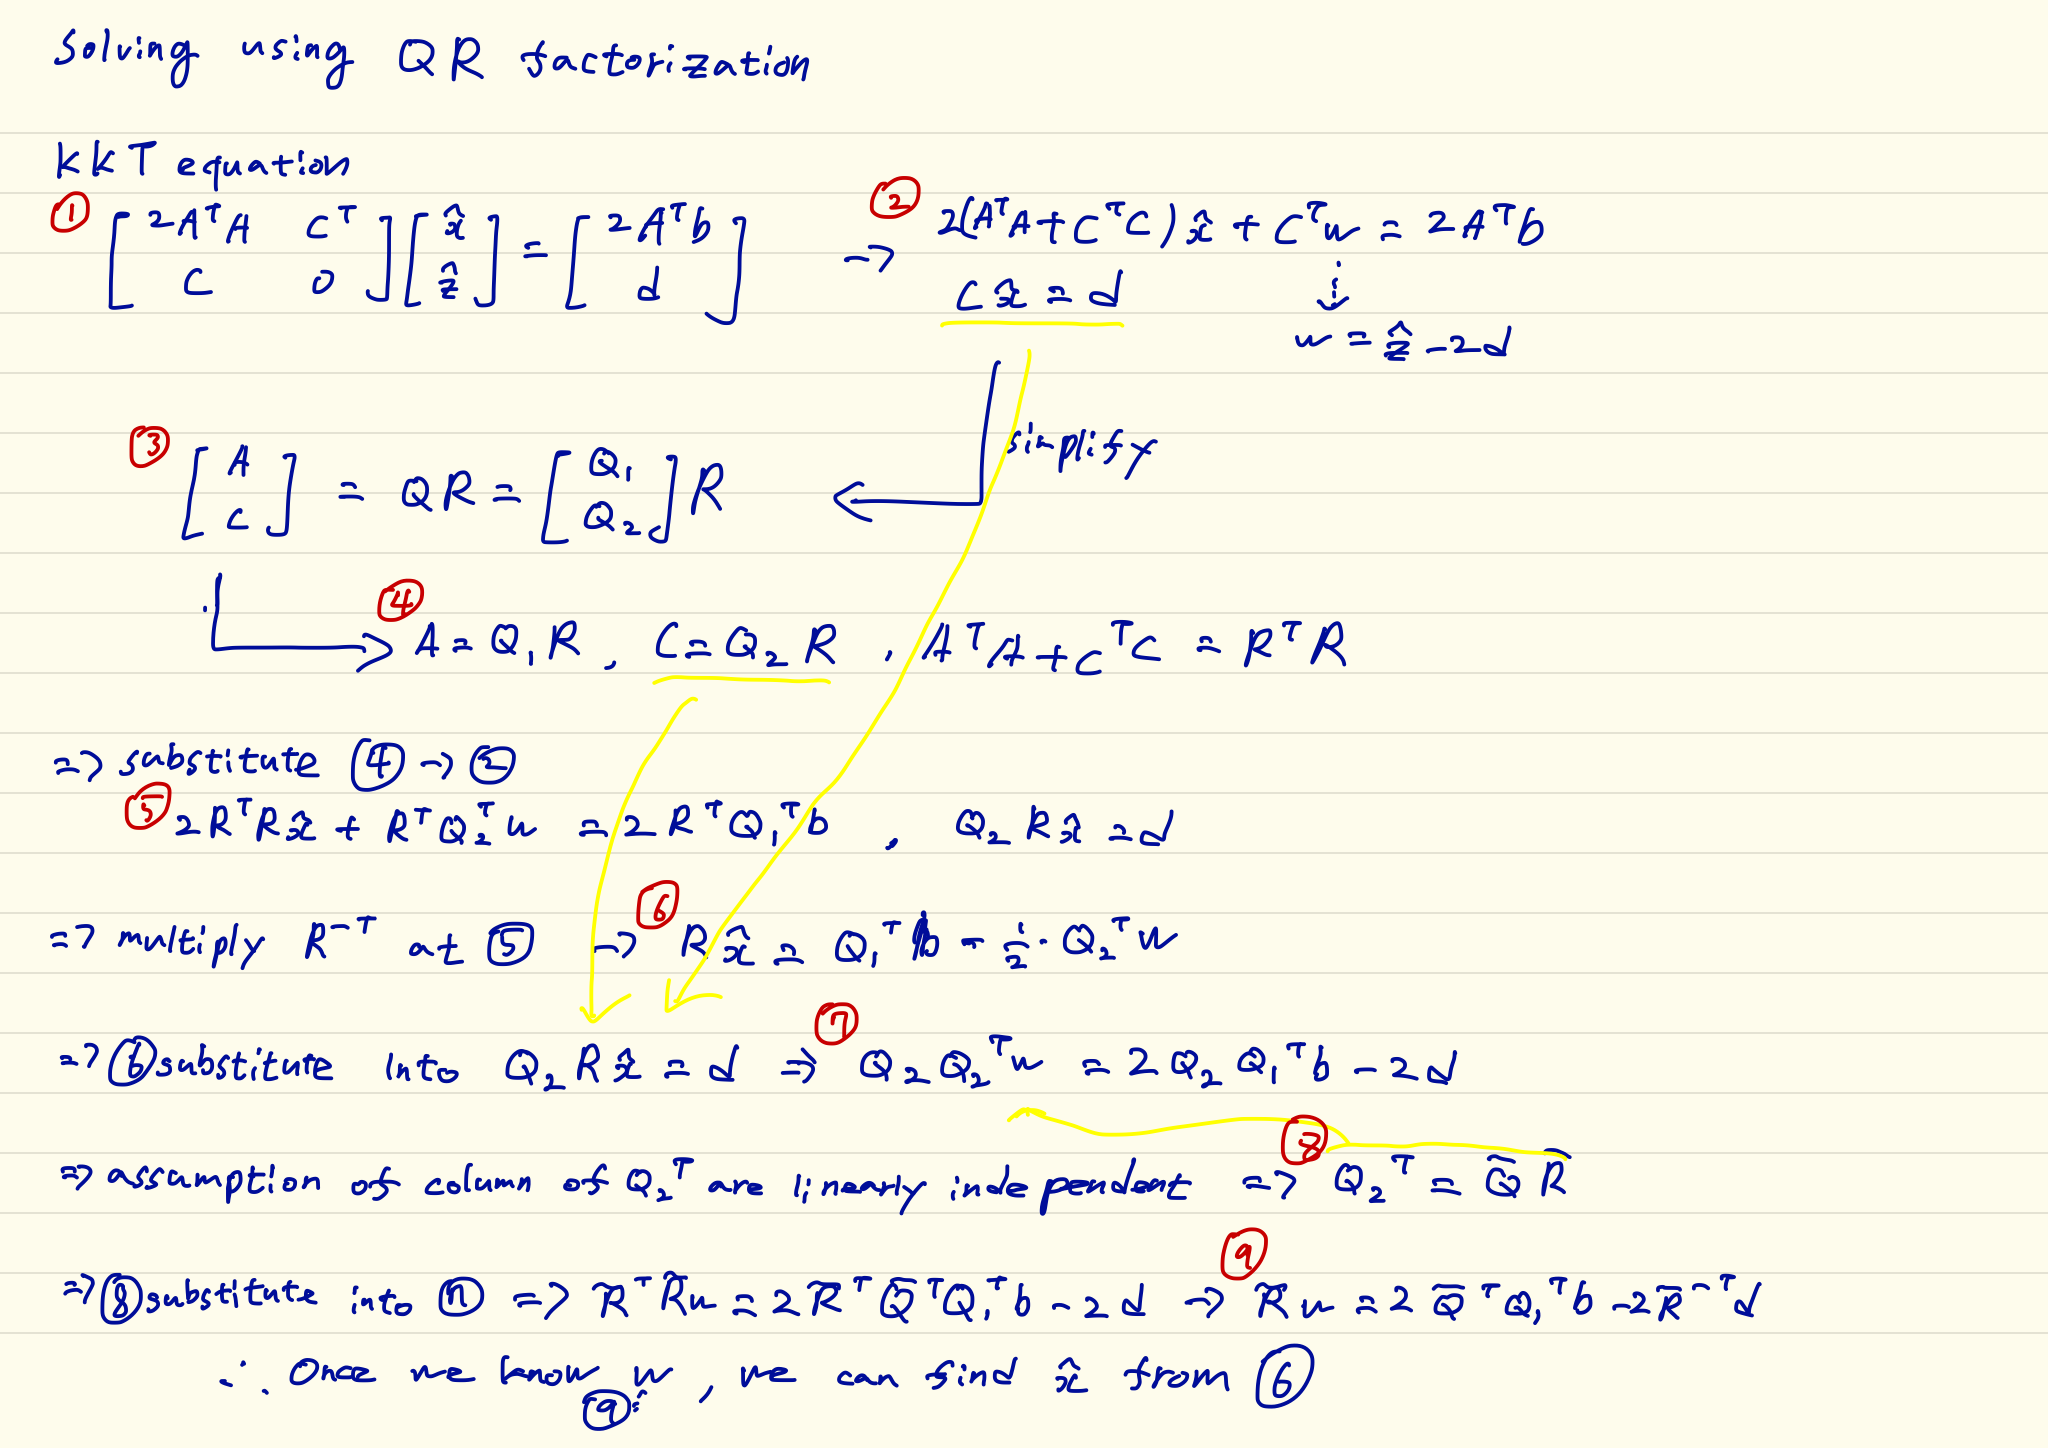 Solving using QR factorization
KKT equation
① [ 2AᵀA Cᵀ ; C 0 ] [ x̂ ; ẑ ] = [ 2Aᵀb ; d ] → ② 2(AᵀA + CᵀC)x̂ + Cᵀw = 2Aᵀb
Cx̂ = d
w = ẑ - 2d
simplify
③ [ A ; C ] = QR = [ Q₁ ; Q₂ ] R
④ A = Q₁R, C = Q₂R, AᵀA + CᵀC = RᵀR
=> substitute ④ → ②
⑤ 2RᵀRx̂ + RᵀQ₂ᵀw = 2RᵀQ₁ᵀb, Q₂Rx̂ = d
=> multiply R⁻ᵀ at ⑤ → ⑥ Rx̂ = Q₁ᵀb - ½·Q₂ᵀw
=> ⑥ substitute into Q₂Rx̂ = d => ⑦ Q₂Q₂ᵀw = 2Q₂Q₁ᵀb - 2d
=> assumption of column of Q₂ᵀ are linearly independent => ⑧ Q₂ᵀ = Q̃R̃
=> ⑧ substitute into ⑦ => R̃ᵀR̃w = 2R̃ᵀQ̃ᵀQ₁ᵀb - 2d → ⑨ R̃w = 2Q̃ᵀQ₁ᵀb - 2R̃⁻ᵀd
∴ Once we know w, we can find x̂ from ⑥
⑨